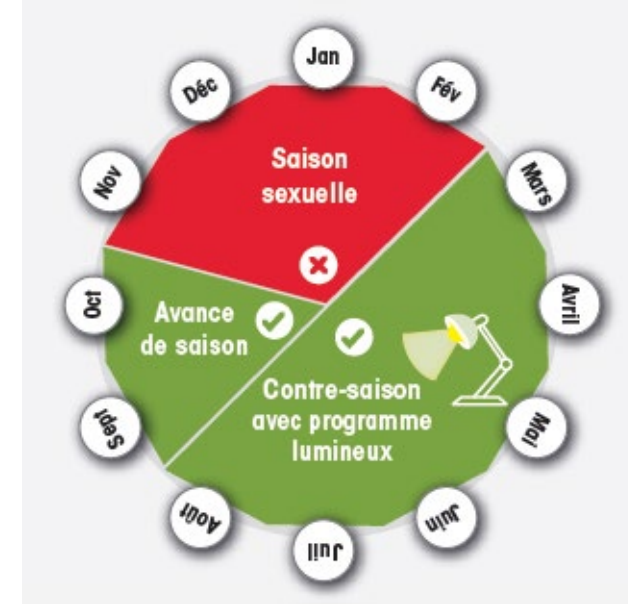 Jan
Fév
Mars
Avril
Mai
Juin
Juil
Août
Sept
Oct
Nov
Déc
Saison
sexuelle
Avance
de saison
Contre-saison
avec programme
lumineux